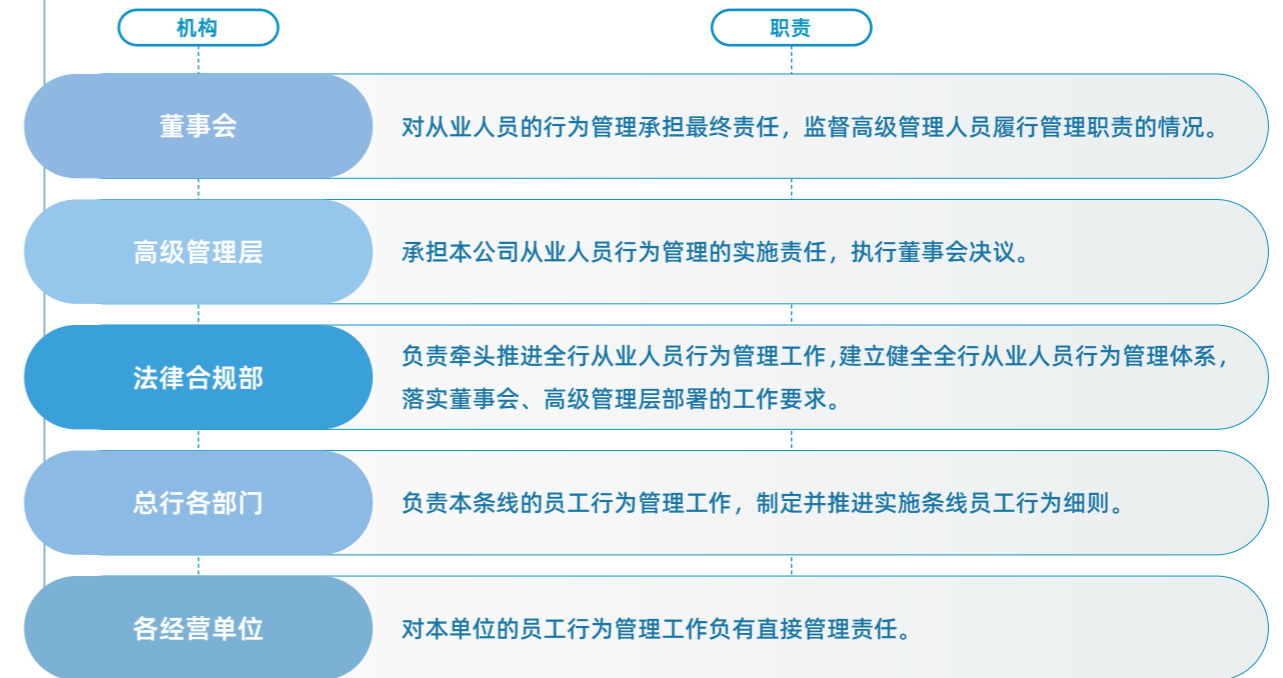 机构
职责
董事会
对从业人员的行为管理承担最终责任，监督高级管理人员履行管理职责的情况。
高级管理层
承担本公司从业人员行为管理的实施责任，执行董事会决议。
法律合规部
负责牵头推进全行从业人员行为管理工作,建立健全全行从业人员行为管理体系，
落实董事会、高级管理层部署的工作要求。
总行各部门
负责本条线的员工行为管理工作，制定并推进实施条线员工行为细则。
各经营单位
对本单位的员工行为管理工作负有直接管理责任。